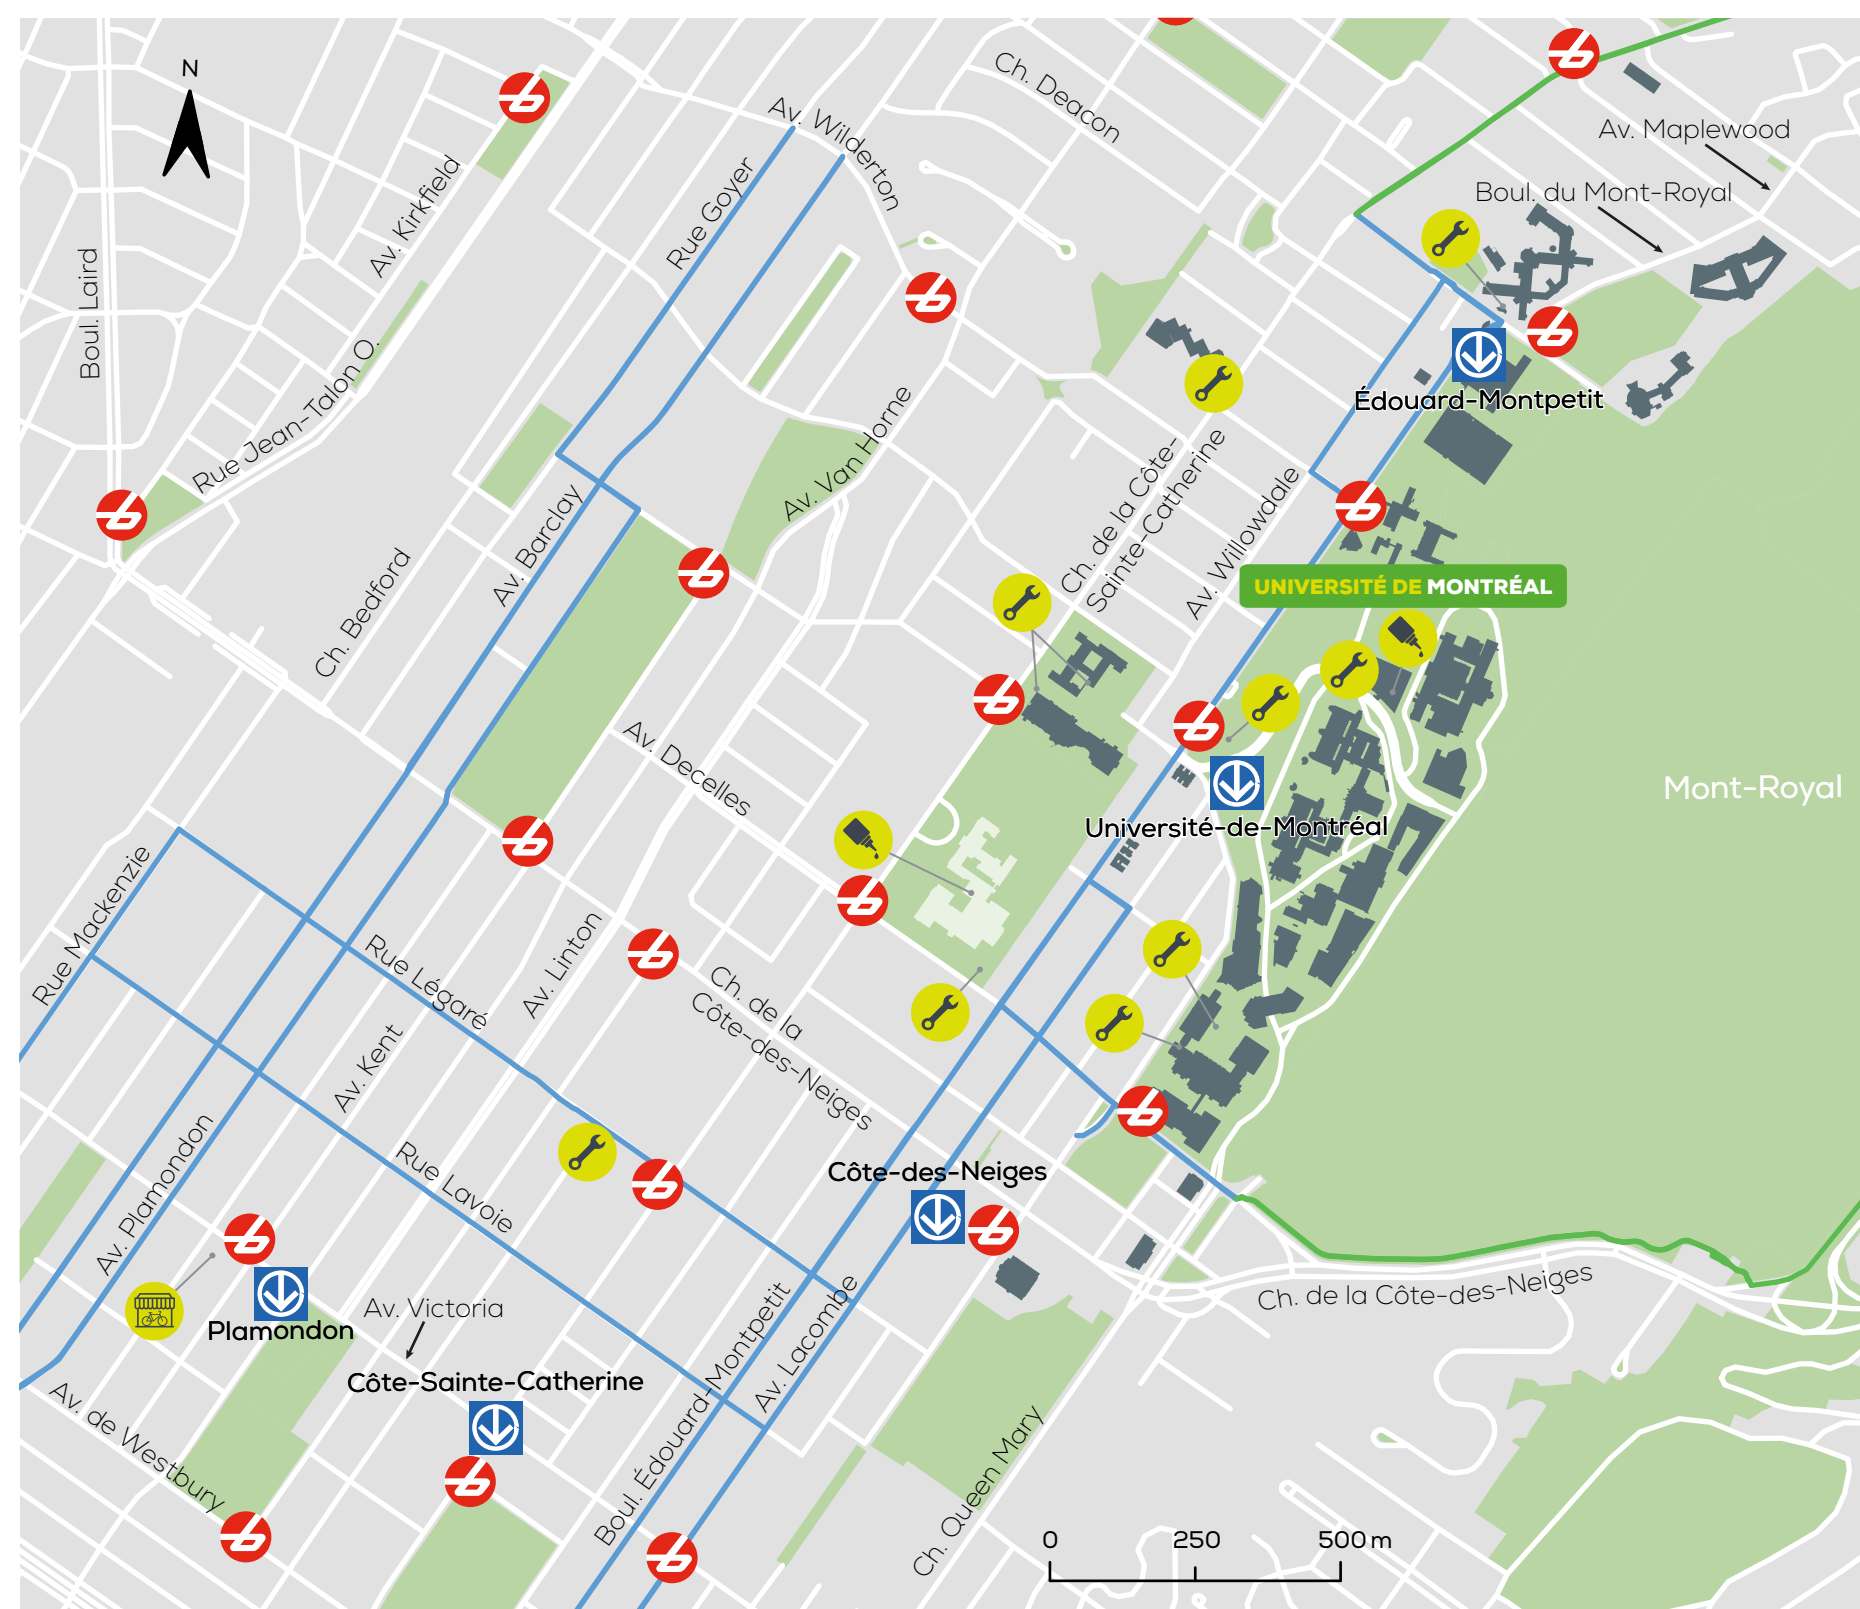 N
Ch. Deacon
Av. Wilderton
Av. Maplewood
Boul. du Mont-Royal
Av. Kirkfield
Rue Goyer
Boul. Laird
Rue Jean-Talon O.
Édouard-Montpetit
Av. Van Horne
Ch. de la Côte-
Sainte-Catherine
Av. Willowdale
Av. Barclay
Ch. Bedford
UNIVERSITÉ DE MONTRÉAL
Av. Decelles
Mont-Royal
Université-de-Montréal
Rue Mackenzie
Rue Légaré
Av. Linton
Ch. de la
Côte-des-Neiges
Av. Kent
Av. Plamondon
Rue Lavoie
Côte-des-Neiges
Ch. de la Côte-des-Neiges
Plamondon
Av. Victoria
Côte-Sainte-Catherine
Av. de Westbury
Boul. Édouard-Montpetit
Av. Lacombe
Ch. Queen Mary
0 250 500 m